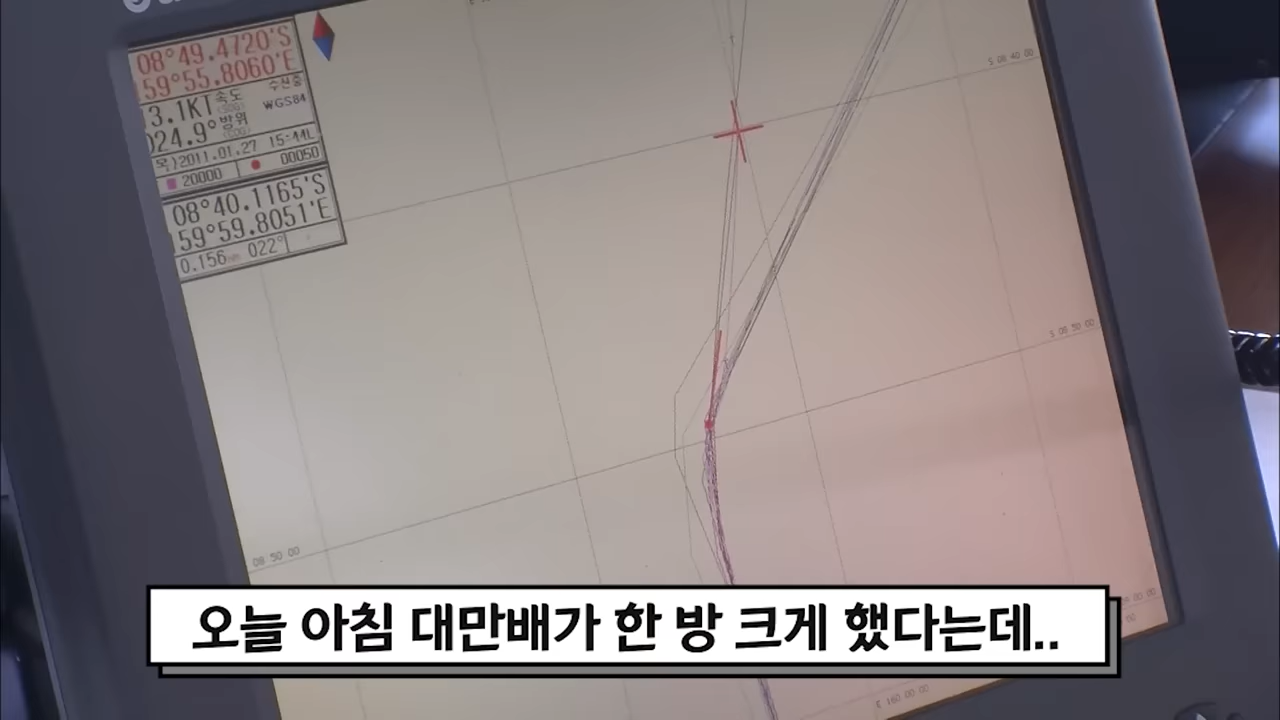 08°49.4720'S
59°55.8060'E
3.1KT 속도 (SOG) 수신중
WGS84
024.9° 방위 (COG)
목)2011.01.27 15:44L
20000 00050
08°40.1165'S
59°59.8051'E
0.156 022°
S 08 40 00
S 08 50 00
08 50 00
E 160 00 00
오늘 아침 대만배가 한 방 크게 했다는데..